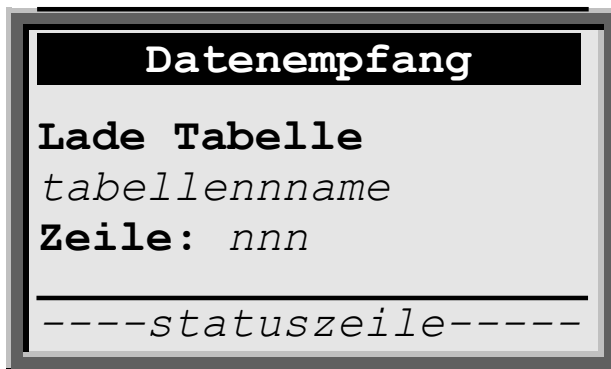 Datenempfang
Lade Tabelle
tabellennname
Zeile: nnn
----statuszeile-----